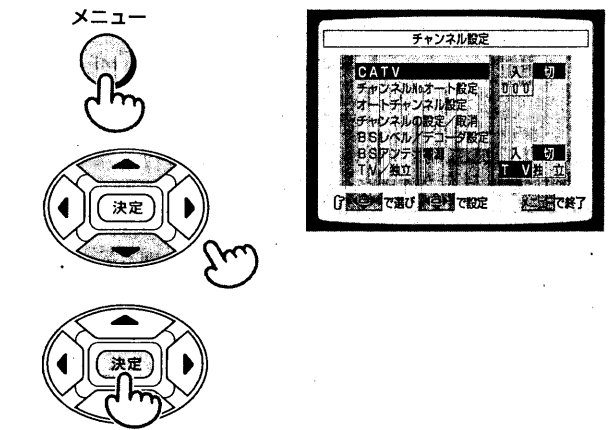 メニュー
決定
決定
チャンネル設定
CATV 入 切
チャンネルNoオート設定 000
オートチャンネル設定
チャンネルの設定/取消
BSレベル/デコーダ設定
BSアンテナ電源 入 切
TV/独立 TV 独立
で選び で設定 で終了